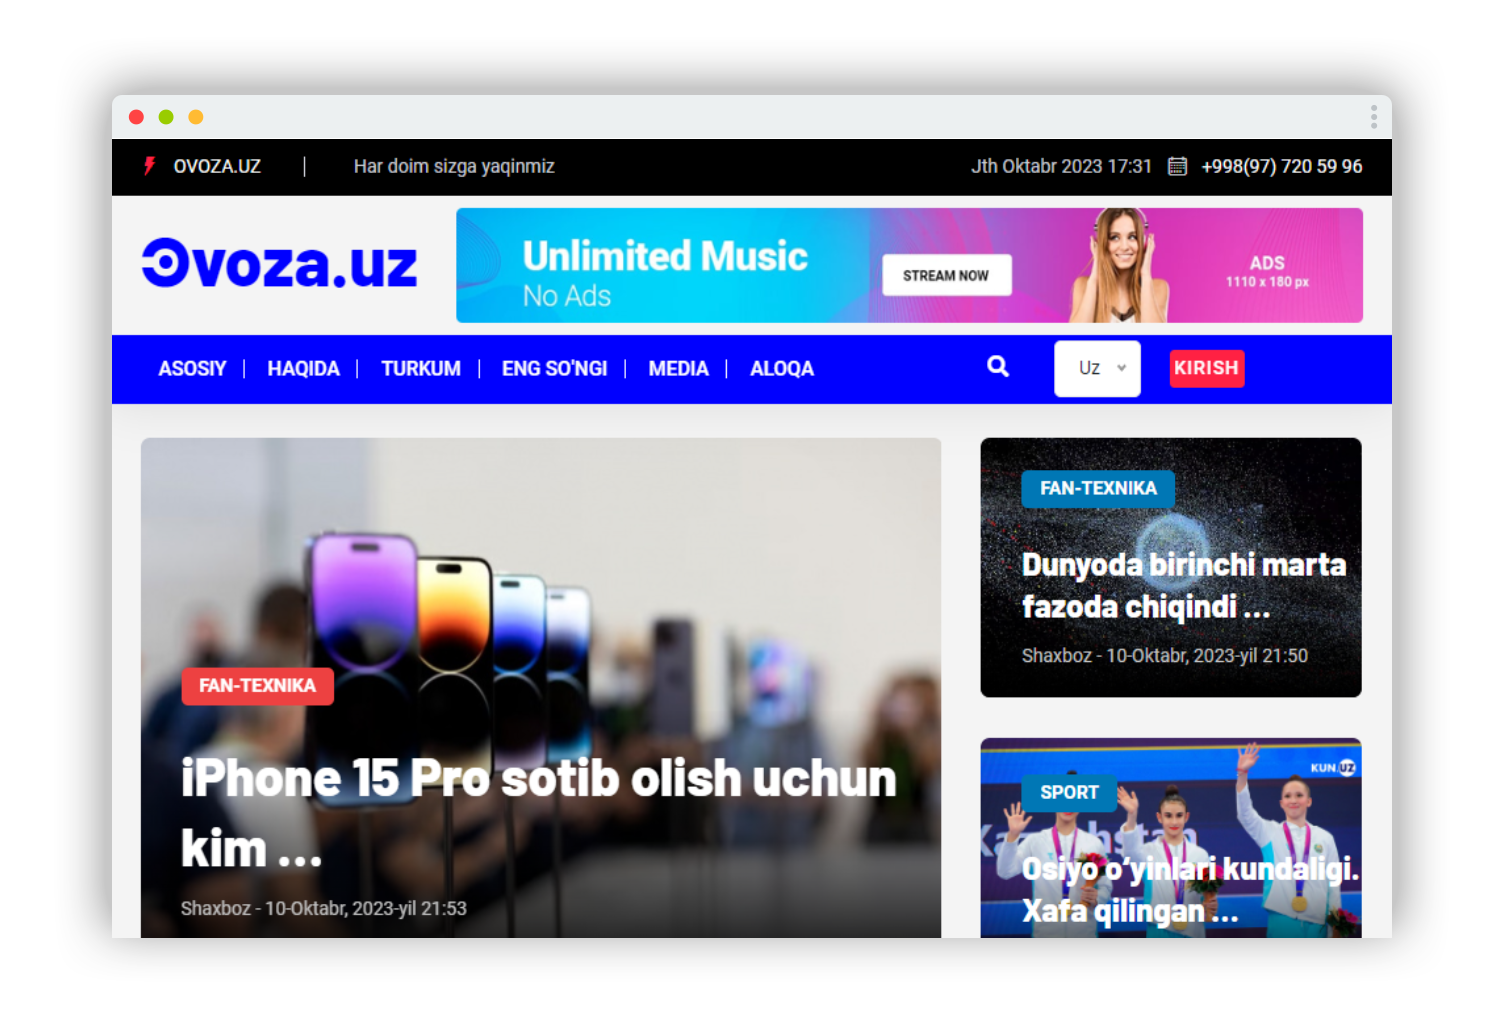 OVOZA.UZ | Har doim sizga yaqinmiz Jth Oktabr 2023 17:31 +998(97) 720 59 96
Ovoza.uz
Unlimited Music
No Ads
STREAM NOW
ADS
1110 x 180 px
ASOSIY | HAQIDA | TURKUM | ENG SO'NGI | MEDIA | ALOQA Uz KIRISH
FAN-TEXNIKA
iPhone 15 Pro sotib olish uchun
kim ...
Shaxboz - 10-Oktabr, 2023-yil 21:53
FAN-TEXNIKA
Dunyoda birinchi marta
fazoda chiqindi ...
Shaxboz - 10-Oktabr, 2023-yil 21:50
KUN.UZ
SPORT
Kazakhstan
Osiyo o‘yinlari kundaligi.
Xafa qilingan ...